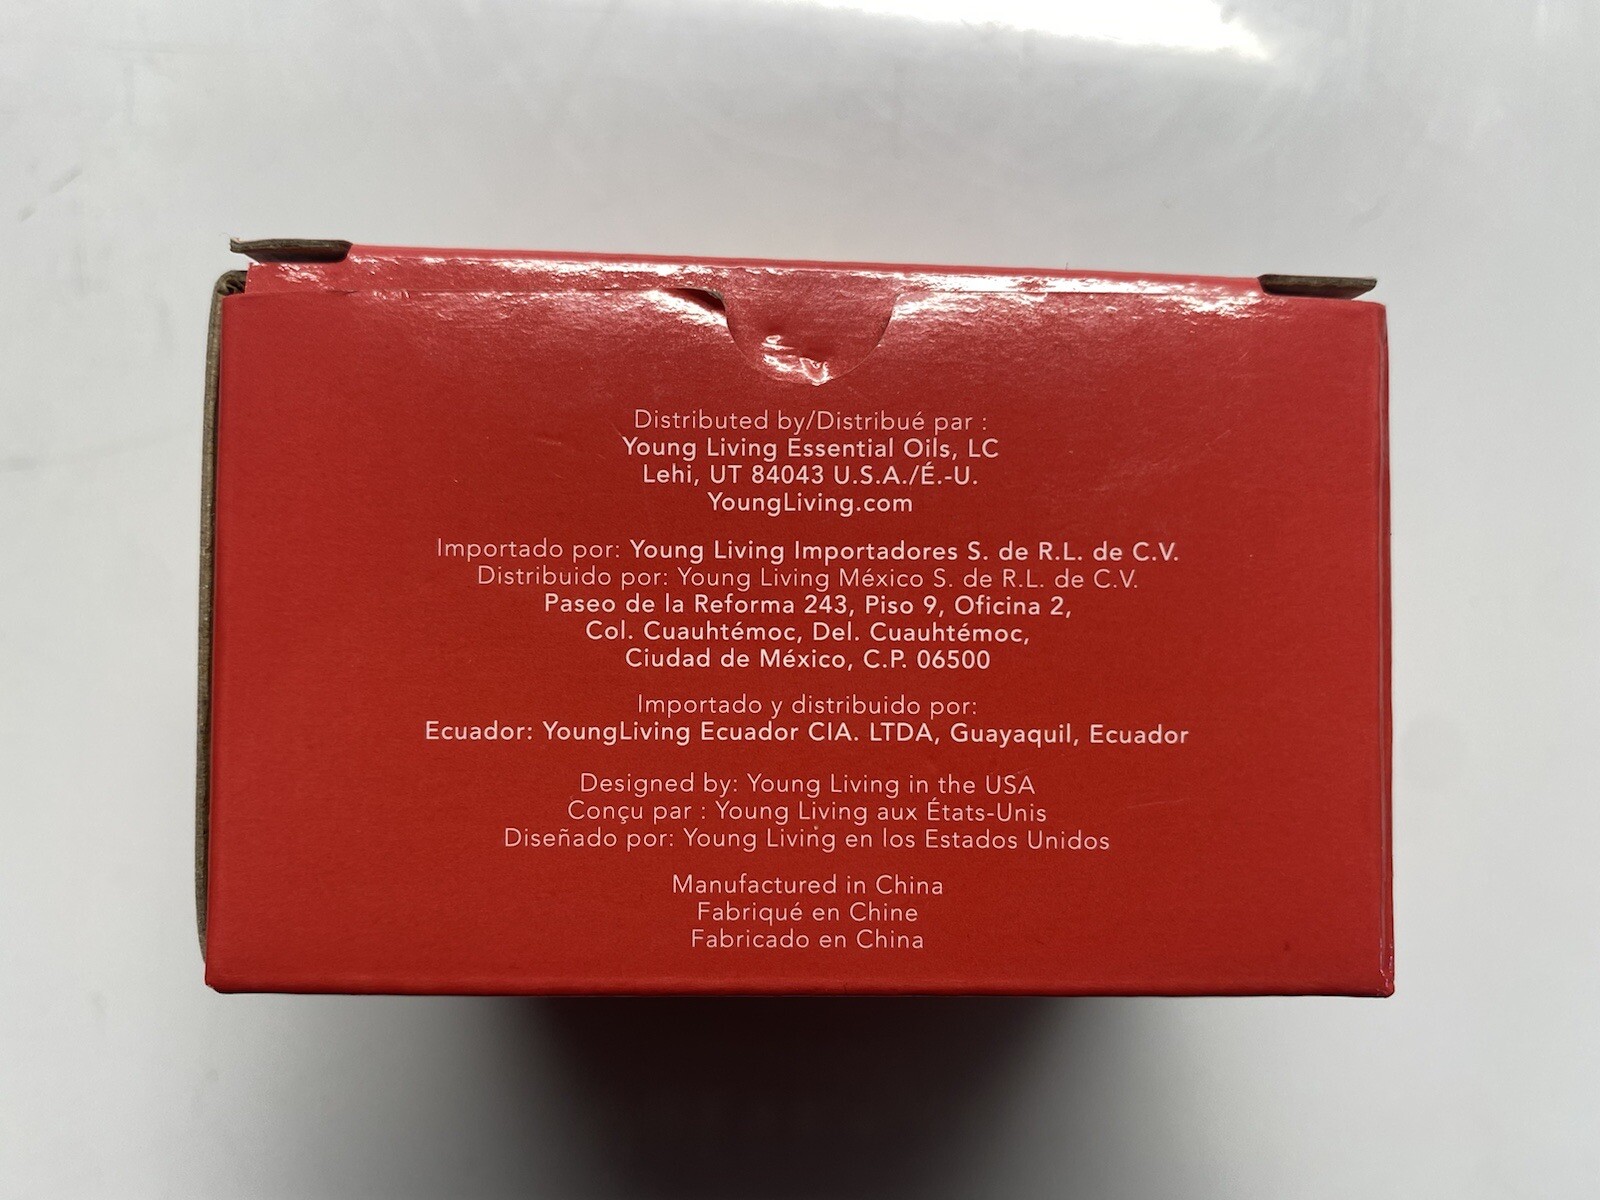 Distributed by/Distribué par :
Young Living Essential Oils, LC
Lehi, UT 84043 U.S.A./É.-U.
YoungLiving.com
Importado por: Young Living Importadores S. de R.L. de C.V.
Distribuido por: Young Living México S. de R.L. de C.V.
Paseo de la Reforma 243, Piso 9, Oficina 2,
Col. Cuauhtémoc, Del. Cuauhtémoc,
Ciudad de México, C.P. 06500
Importado y distribuido por:
Ecuador: YoungLiving Ecuador CIA. LTDA, Guayaquil, Ecuador
Designed by: Young Living in the USA
Conçu par : Young Living aux États-Unis
Diseñado por: Young Living en los Estados Unidos
Manufactured in China
Fabriqué en Chine
Fabricado en China